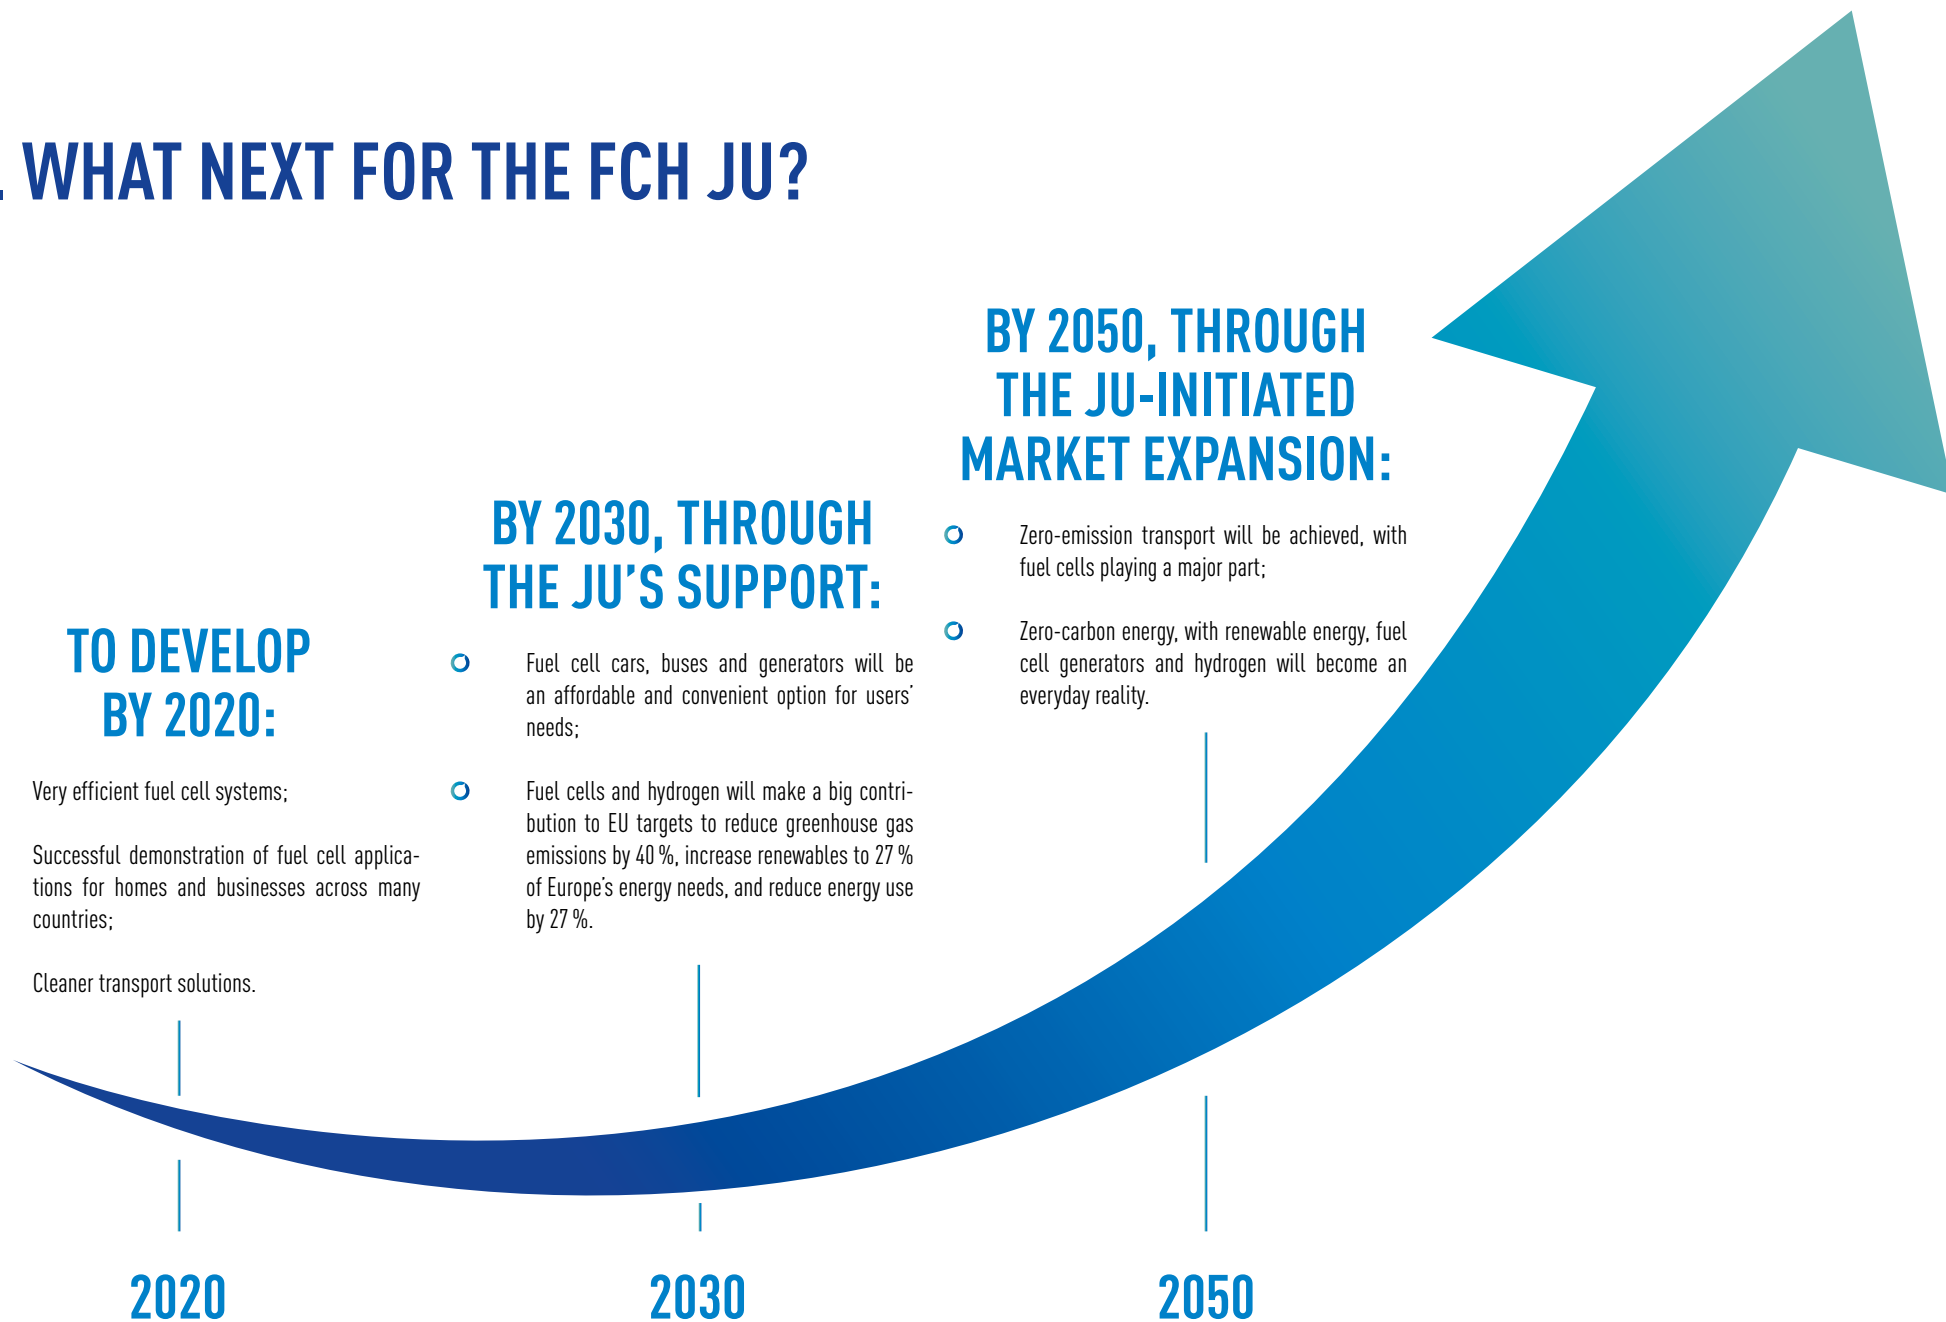 . WHAT NEXT FOR THE FCH JU?
TO DEVELOP
BY 2020:
Very efficient fuel cell systems;
Successful demonstration of fuel cell applica-
tions for homes and businesses across many
countries;
Cleaner transport solutions.
BY 2030, THROUGH
THE JU’S SUPPORT:
Fuel cell cars, buses and generators will be
an affordable and convenient option for users’
needs;
Fuel cells and hydrogen will make a big contri-
bution to EU targets to reduce greenhouse gas
emissions by 40 %, increase renewables to 27 %
of Europe’s energy needs, and reduce energy use
by 27 %.
BY 2050, THROUGH
THE JU-INITIATED
MARKET EXPANSION:
Zero-emission transport will be achieved, with
fuel cells playing a major part;
Zero-carbon energy, with renewable energy, fuel
cell generators and hydrogen will become an
everyday reality.
2020
2030
2050